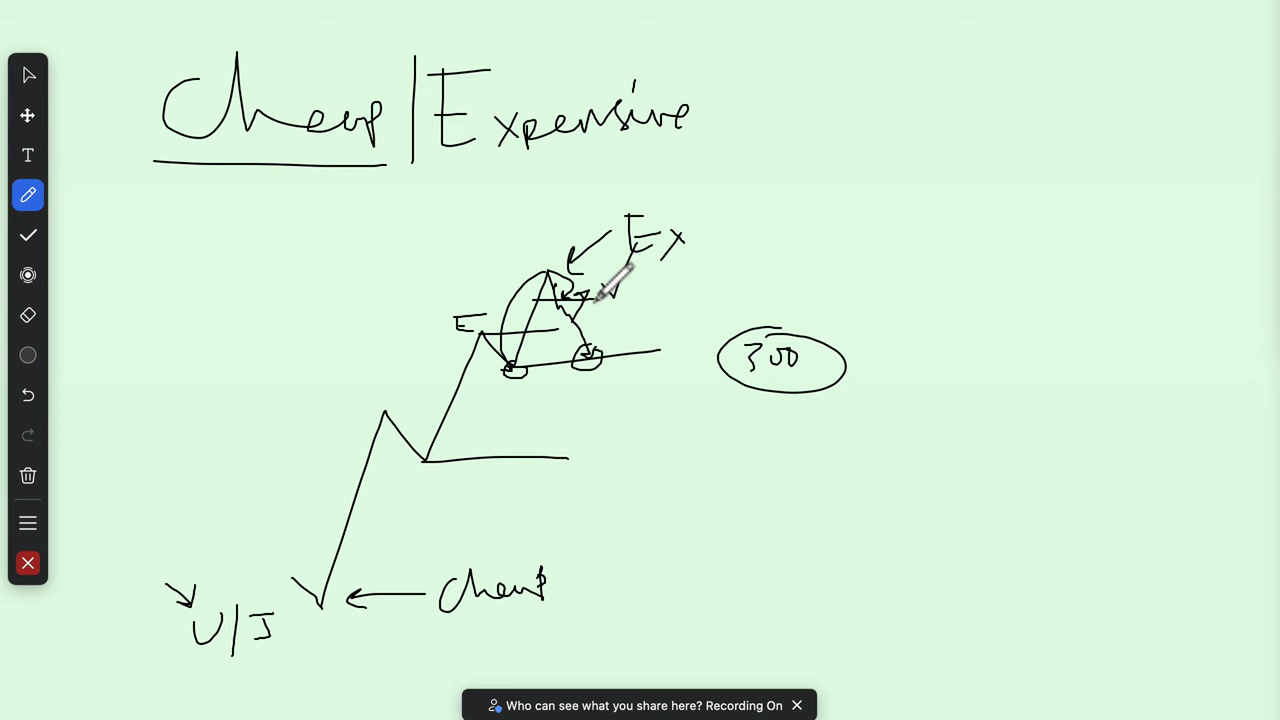 Cheap/Expensive
Ex
E
300
Cheap
U/J
T
Who can see what you share here? Recording On